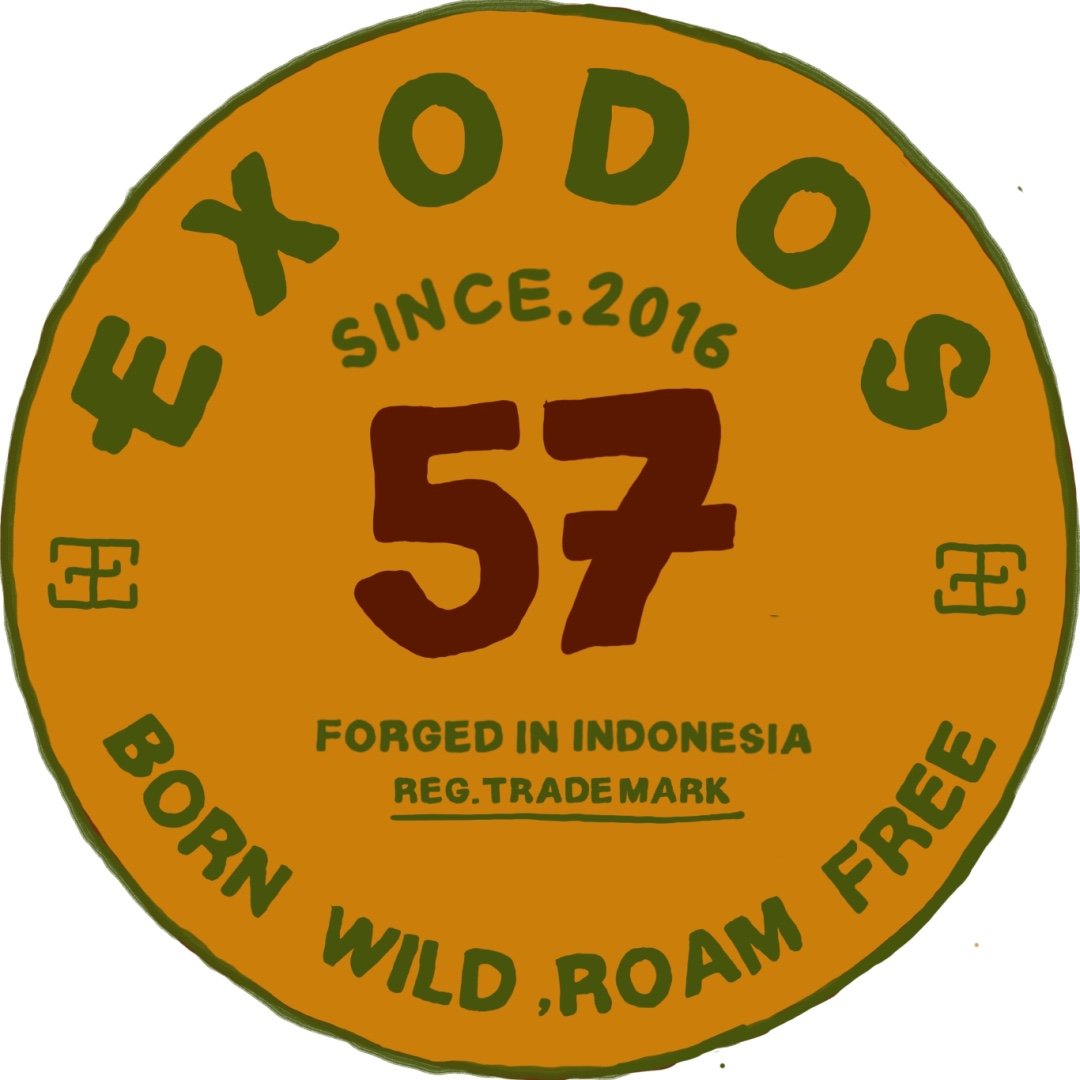 EXODOS
SINCE.2016
57
FORGED IN INDONESIA
REG.TRADEMARK
BORN WILD,ROAM FREE